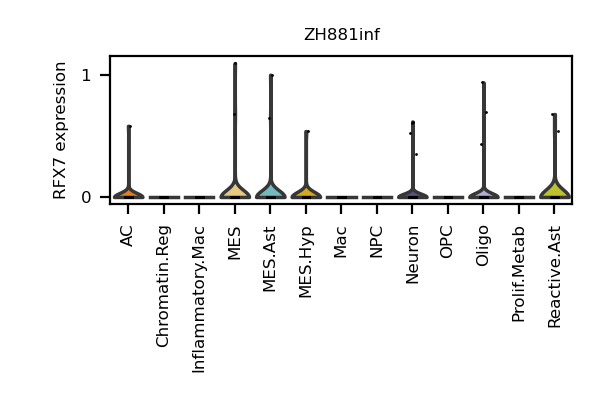 ZH881inf
RFX7 expression
1
0
AC
Chromatin.Reg
Inflammatory.Mac
MES
MES.Ast
MES.Hyp
Mac
NPC
Neuron
OPC
Oligo
Prolif.Metab
Reactive.Ast